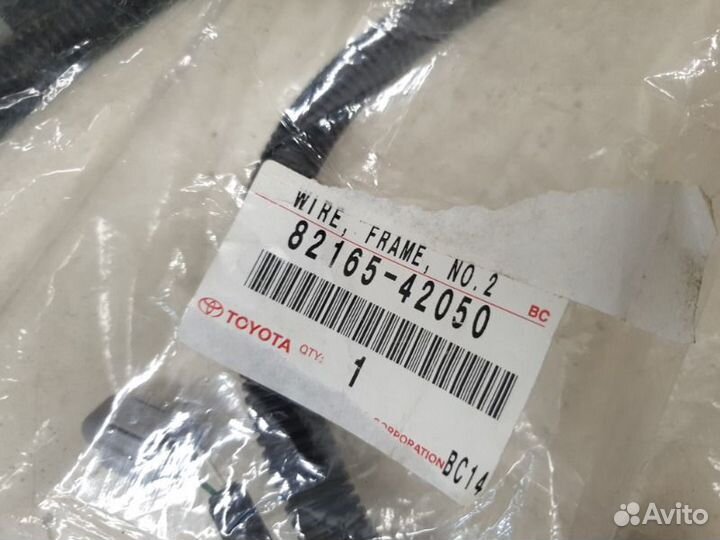 WIRE, FRAME, NO.2
82165-42050
BC
TOYOTA QTY: 1
CORPORATION BC14
Avito